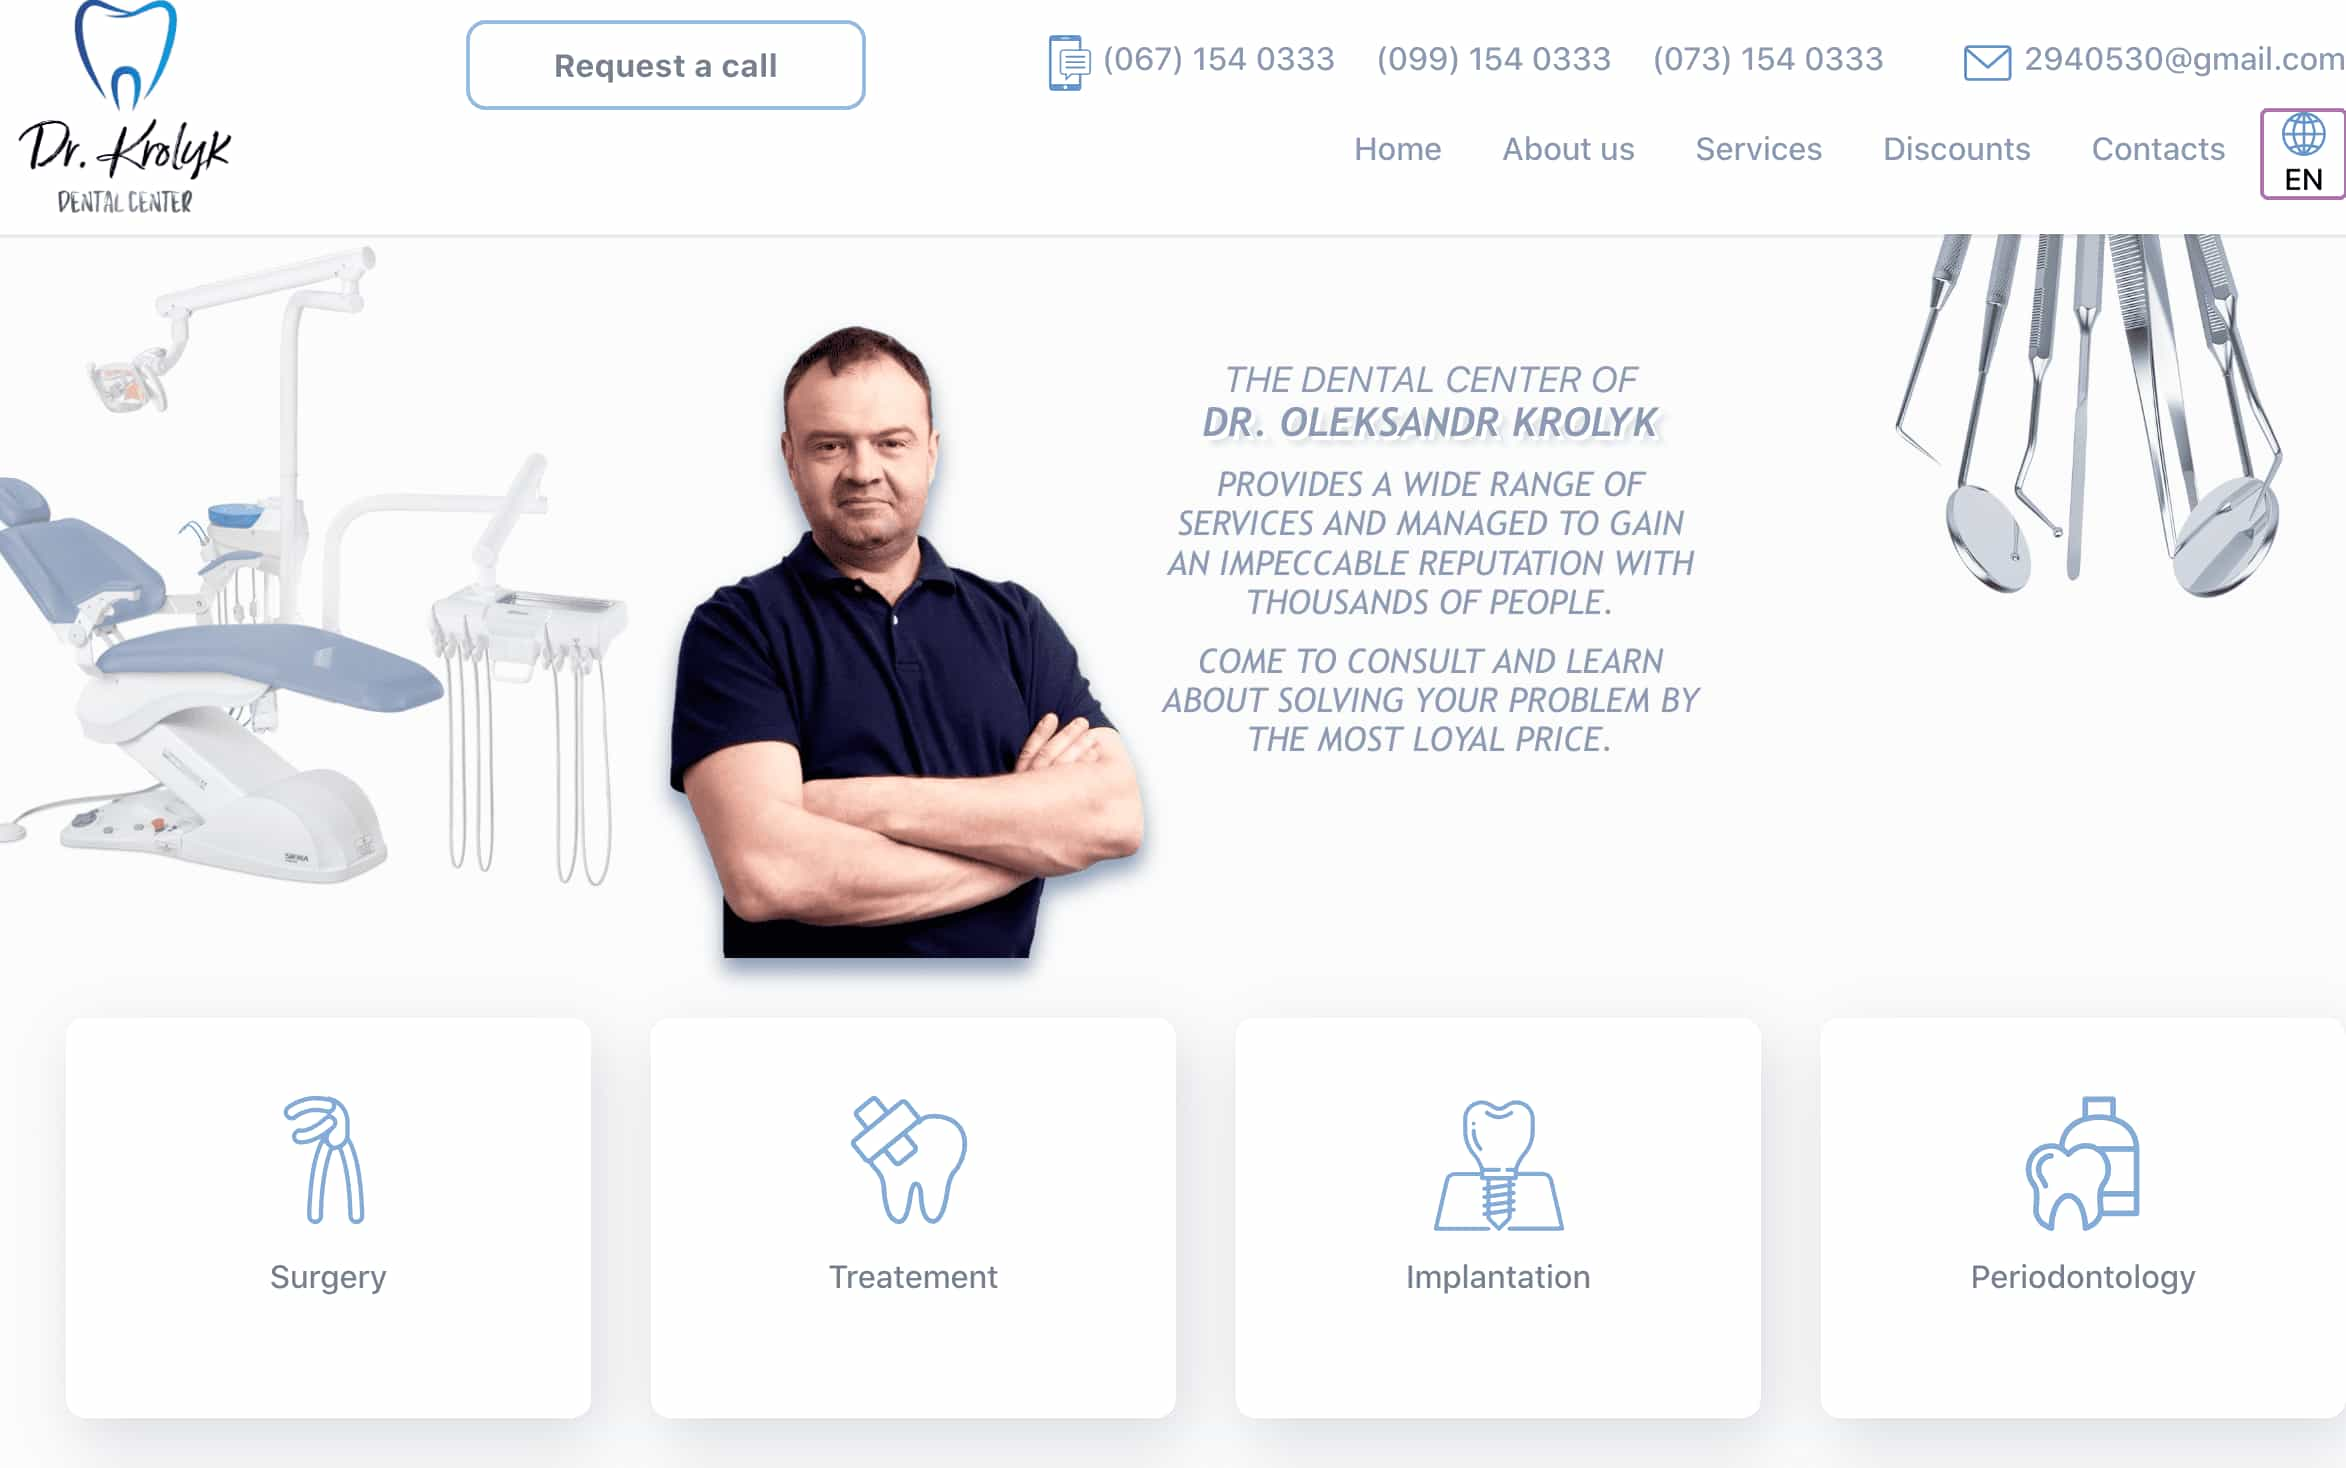 Dr. Krolyk
DENTAL CENTER
Request a call
(067) 154 0333 (099) 154 0333 (073) 154 0333 2940530@gmail.com
Home About us Services Discounts Contacts
EN
THE DENTAL CENTER OF
DR. OLEKSANDR KROLYK
PROVIDES A WIDE RANGE OF
SERVICES AND MANAGED TO GAIN
AN IMPECCABLE REPUTATION WITH
THOUSANDS OF PEOPLE.
COME TO CONSULT AND LEARN
ABOUT SOLVING YOUR PROBLEM BY
THE MOST LOYAL PRICE.
Surgery
Treatement
Implantation
Periodontology